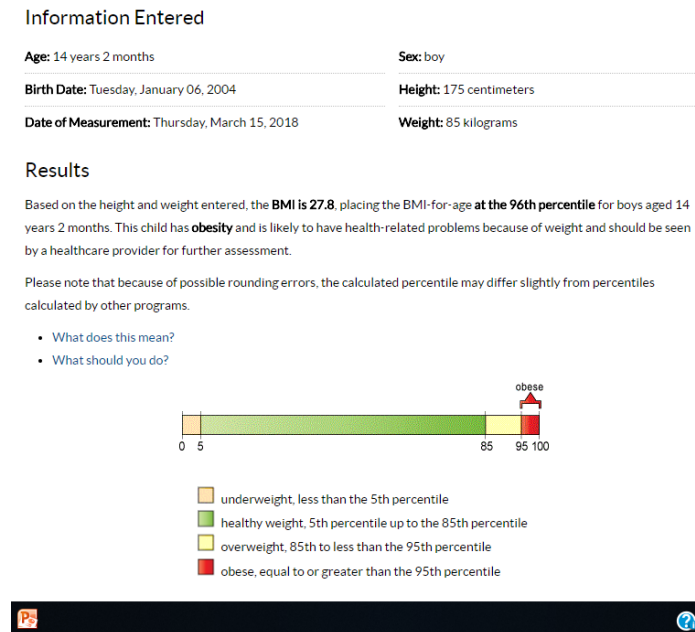 Information Entered
Age: 14 years 2 months
Sex: boy
Birth Date: Tuesday, January 06, 2004
Height: 175 centimeters
Date of Measurement: Thursday, March 15, 2018
Weight: 85 kilograms
Results
Based on the height and weight entered, the BMI is 27.8, placing the BMI-for-age at the 96th percentile for boys aged 14
years 2 months. This child has obesity and is likely to have health-related problems because of weight and should be seen
by a healthcare provider for further assessment.
Please note that because of possible rounding errors, the calculated percentile may differ slightly from percentiles
calculated by other programs.
• What does this mean?
• What should you do?
obese
0 5 85 95 100
underweight, less than the 5th percentile
healthy weight, 5th percentile up to the 85th percentile
overweight, 85th to less than the 95th percentile
obese, equal to or greater than the 95th percentile
P
?